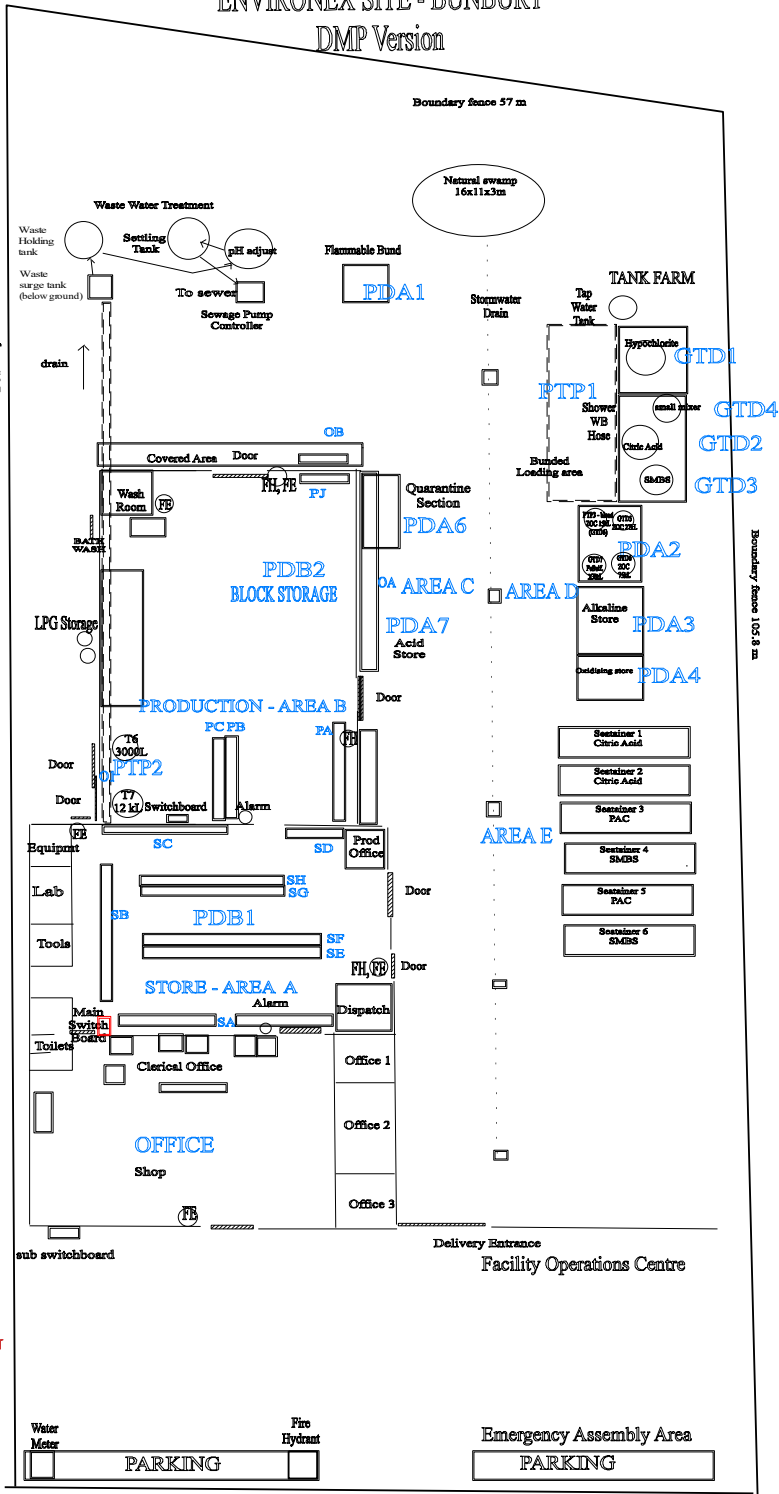 ENVIRONEX SITE - BUNBURY
DMP Version
Boundary fence 57 m
Natural swamp
16x11x3m
Waste Water Treatment
Waste
Holding
tank
Settling
Tank
pH adjust
Flammable Bund
Waste
surge tank
(below ground)
To sewer
PDA1
Sewage Pump
Controller
Stormwater
Drain
TANK FARM
Tap
Water
Tank
drain
Hypochlorite
GTD1
PTP1
Shower
WB
Hose
small mixer
GTD4
Citric Acid
GTD2
SMBS
GTD3
Bunded
Loading area
OB
Covered Area
Door
FH, FE
PJ
Wash
Room
FE
BATH
WASH
Quarantine
Section
PDA6
PDA2
PDB2
BLOCK STORAGE
OA
AREA C
AREA D
PDA7
Acid
Store
Alkaline
Store
PDA3
Oxidising store
PDA4
Boundary fence 105.8 m
LPG Storage
Door
PRODUCTION - AREA B
PC
PB
PA
FH
T6
3000L
Door
PTP2
T7
12 kL
Door
Switchboard
Alarm
Seatainer 1
Citric Acid
Seatainer 2
Citric Acid
Seatainer 3
PAC
Seatainer 4
SMBS
Seatainer 5
PAC
Seatainer 6
SMBS
AREA E
FE
Equipmt
SC
SD
Prod
Office
Lab
SH
SG
Door
SB
PDB1
Tools
SF
SE
FH, FE
Door
STORE - AREA A
Alarm
Dispatch
Main
Switch
Board
SA
Toilets
Clerical Office
Office 1
Office 2
OFFICE
Shop
Office 3
FE
sub switchboard
Delivery Entrance
Facility Operations Centre
Water
Meter
Fire
Hydrant
Emergency Assembly Area
PARKING
PARKING